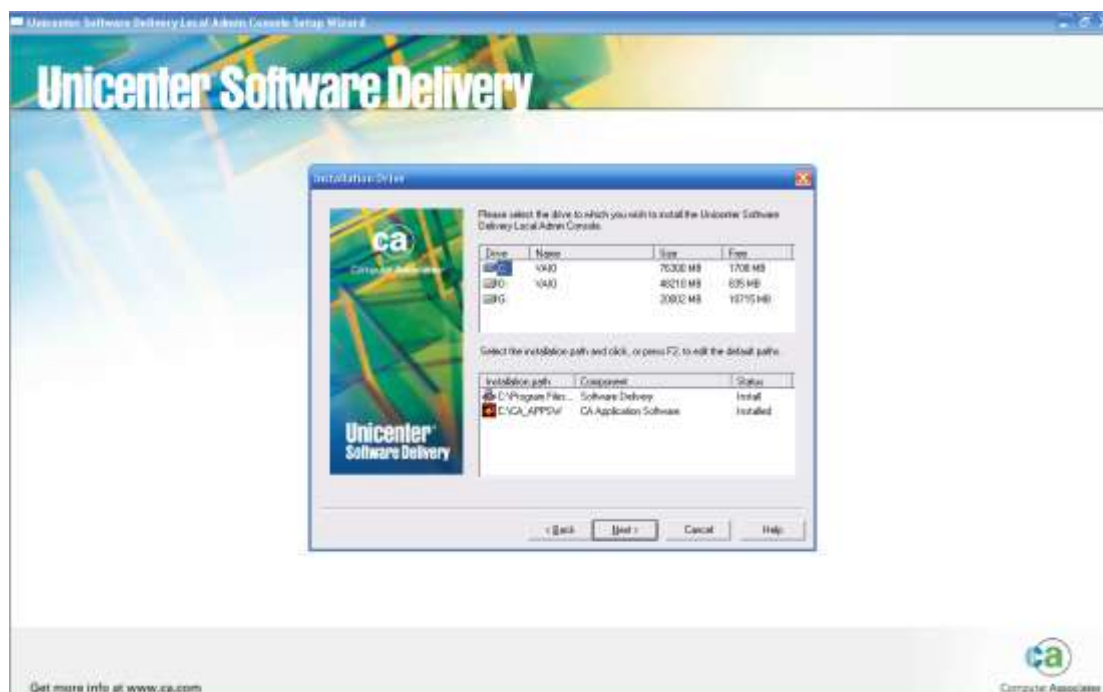 Unicenter Software Delivery Local Admin Console Setup Wizard
Unicenter Software Delivery
Installation Drive
Please select the drive to which you wish to install the Unicenter Software
Delivery Local Admin Console.
ca
Computer Associates
Drive Name Size Free
C: VAIO 76300 MB 1708 MB
VAIO 48210 MB 835 MB
G: 20002 MB 10715 MB
Select the installation path and click, or press F2, to edit the default paths.
Installation path Component Status
C:\Program Files... Software Delivery Install
C:\CA_APPSW CA Application Software Installed
Unicenter
Software Delivery
< Back Next > Cancel Help
ca
Get more info at www.ca.com
Computer Associates